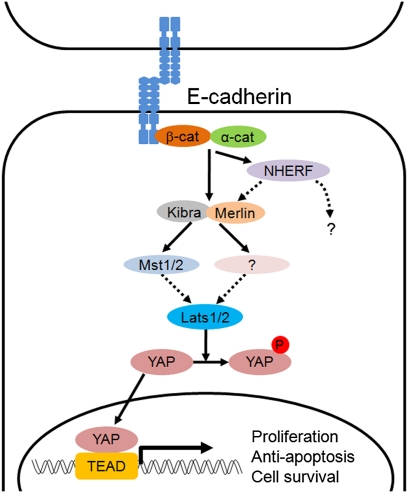 E-cadherin
β-cat α-cat
NHERF
Kibra Merlin
?
Mst1/2 ?
Lats1/2
P
YAP YAP
YAP
TEAD
Proliferation
Anti-apoptosis
Cell survival